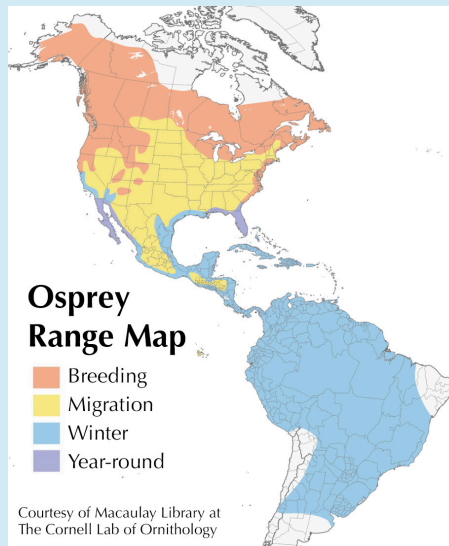 Osprey
Range Map
Breeding
Migration
Winter
Year-round
Courtesy of Macaulay Library at
The Cornell Lab of Ornithology